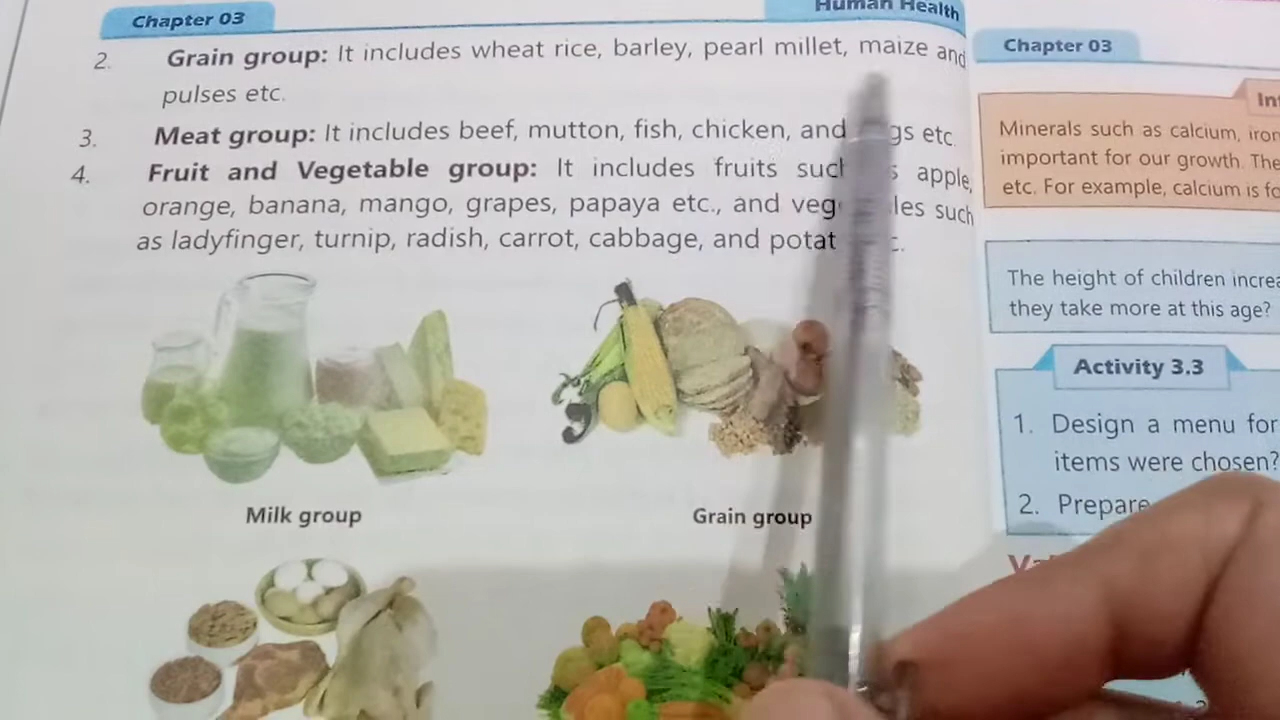 Chapter 03
Human Health
2. Grain group: It includes wheat rice, barley, pearl millet, maize and
pulses etc.
3. Meat group: It includes beef, mutton, fish, chicken, and gs etc.
4. Fruit and Vegetable group: It includes fruits such s apple,
orange, banana, mango, grapes, papaya etc., and veg les such
as ladyfinger, turnip, radish, carrot, cabbage, and potat c.
Milk group
Grain group
Chapter 03
Minerals such as calcium, iron
important for our growth. The
etc. For example, calcium is fo
The height of children increa
they take more at this age?
Activity 3.3
1. Design a menu for
items were chosen?
2. Prepare